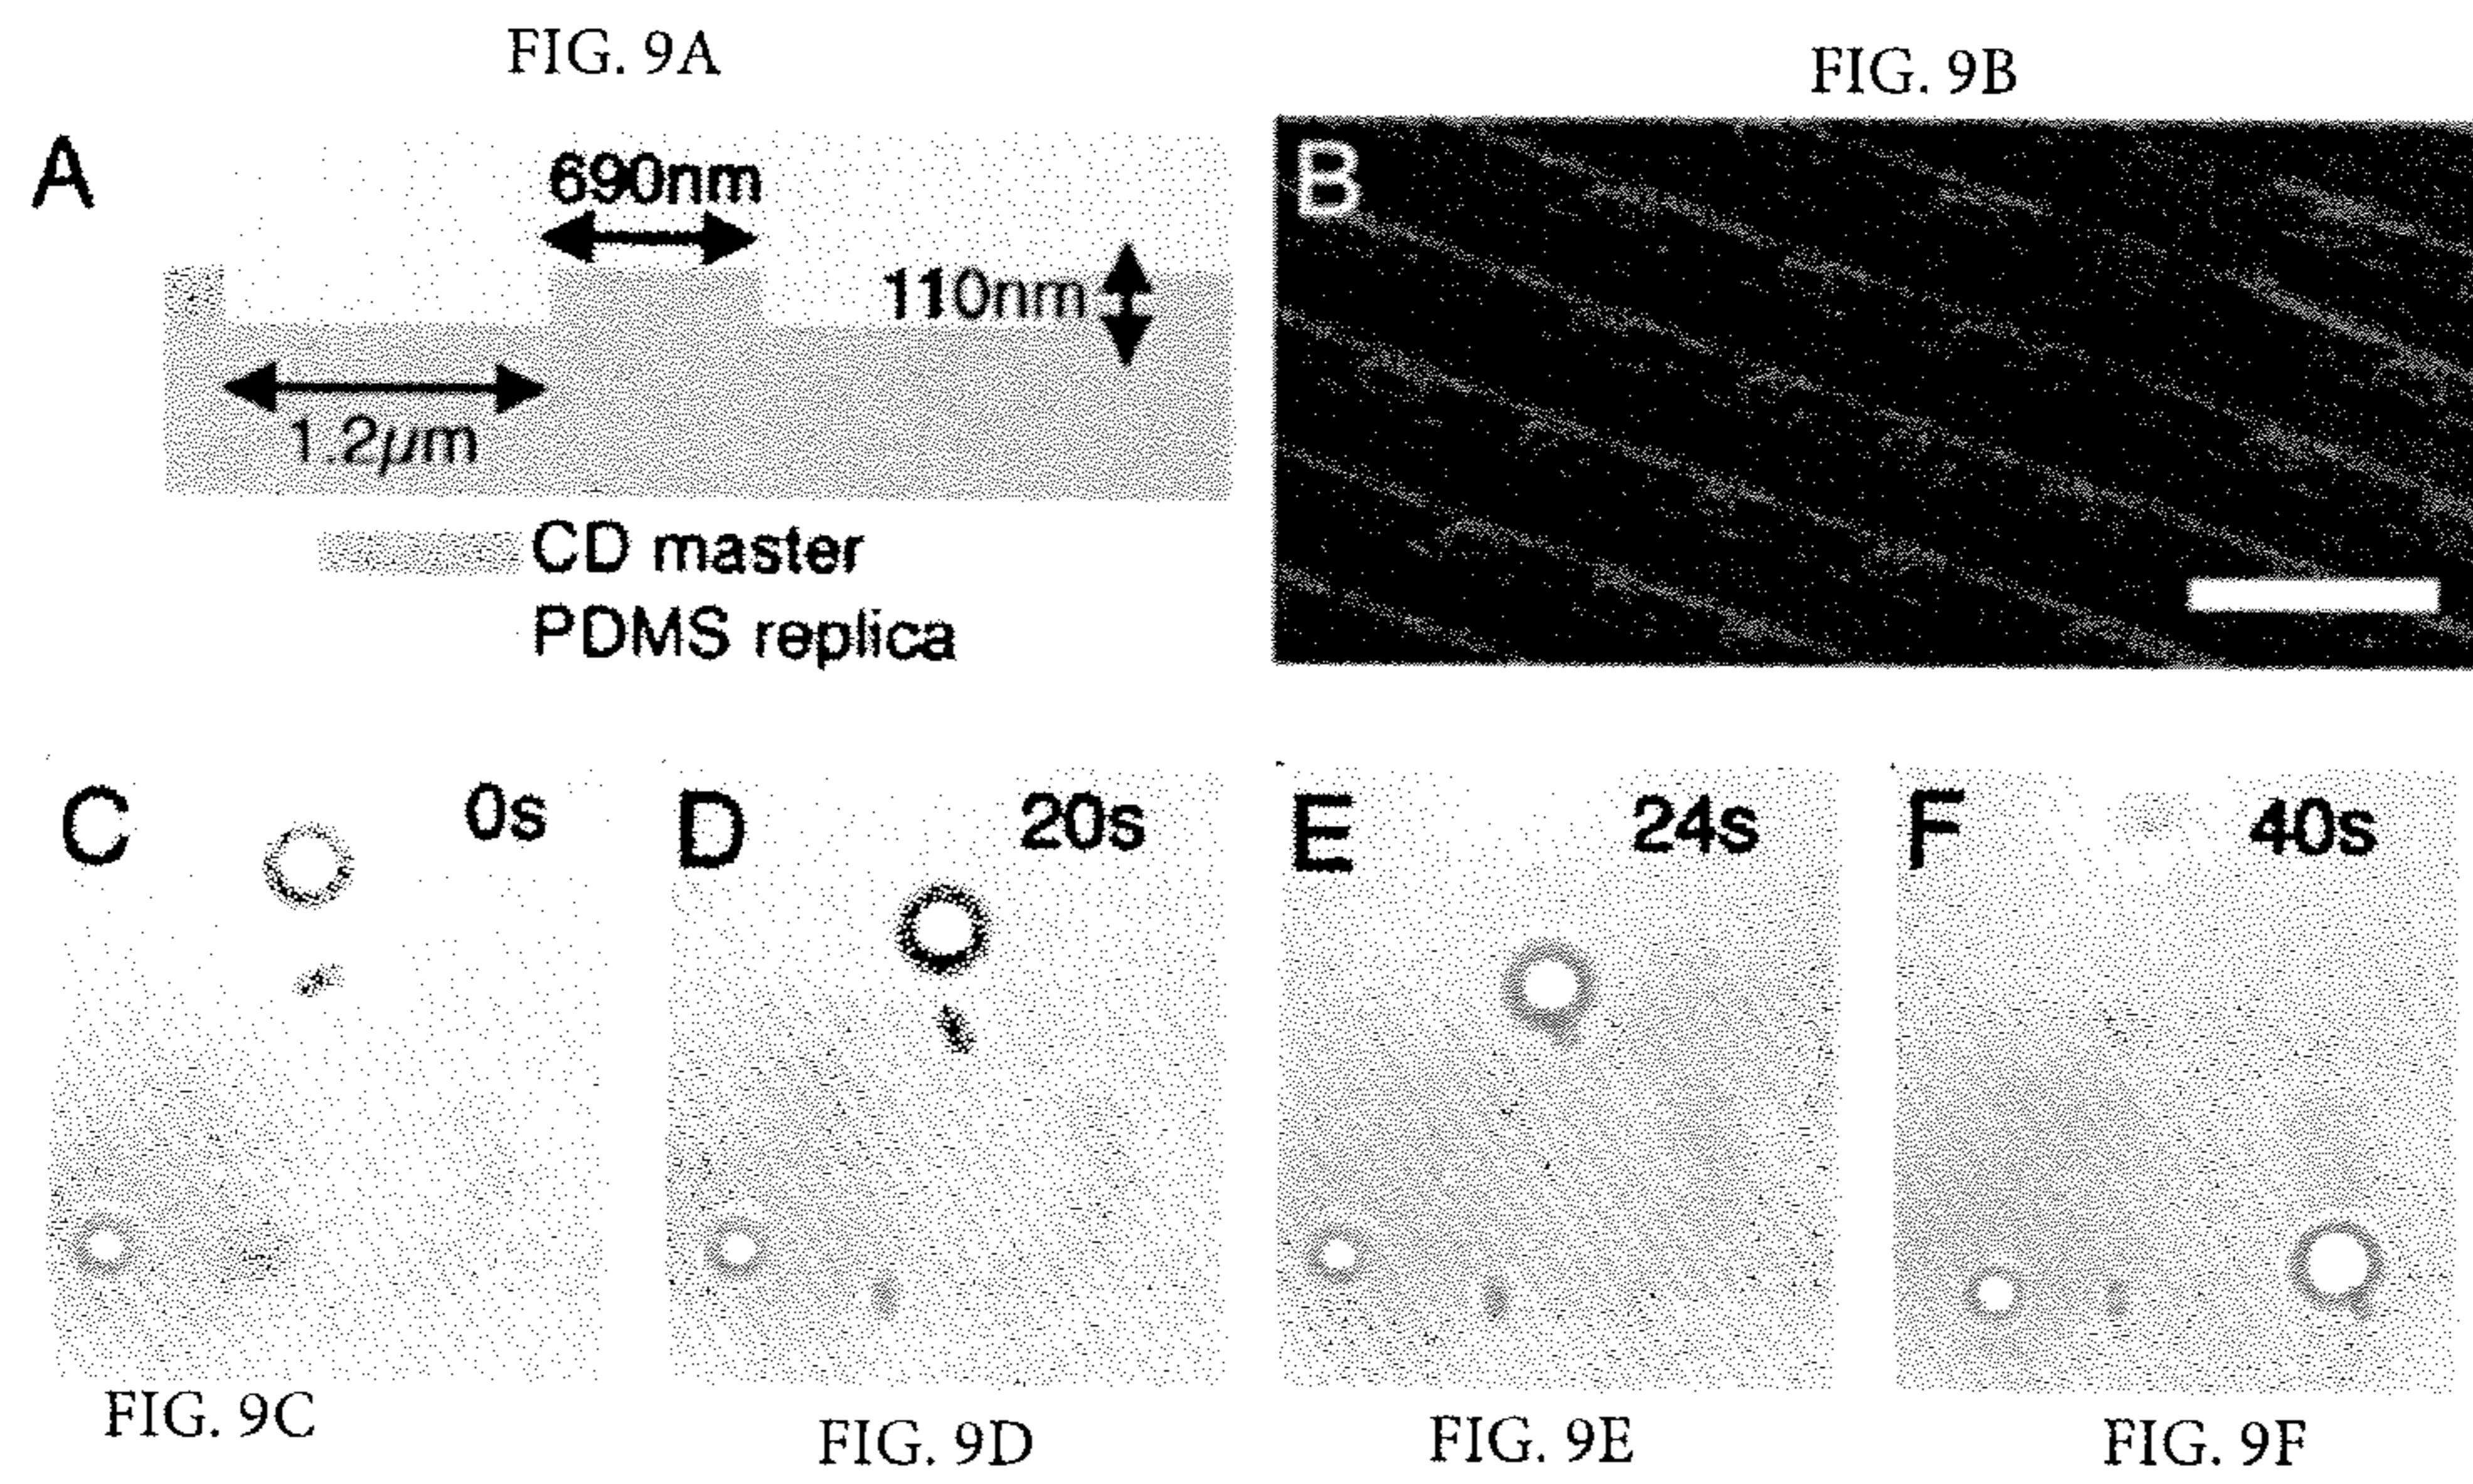 FIG. 9A
FIG. 9B
A
690nm
110nm
1.2µm
CD master
PDMS replica
B
C 0s
D 20s
E 24s
F 40s
FIG. 9C
FIG. 9D
FIG. 9E
FIG. 9F